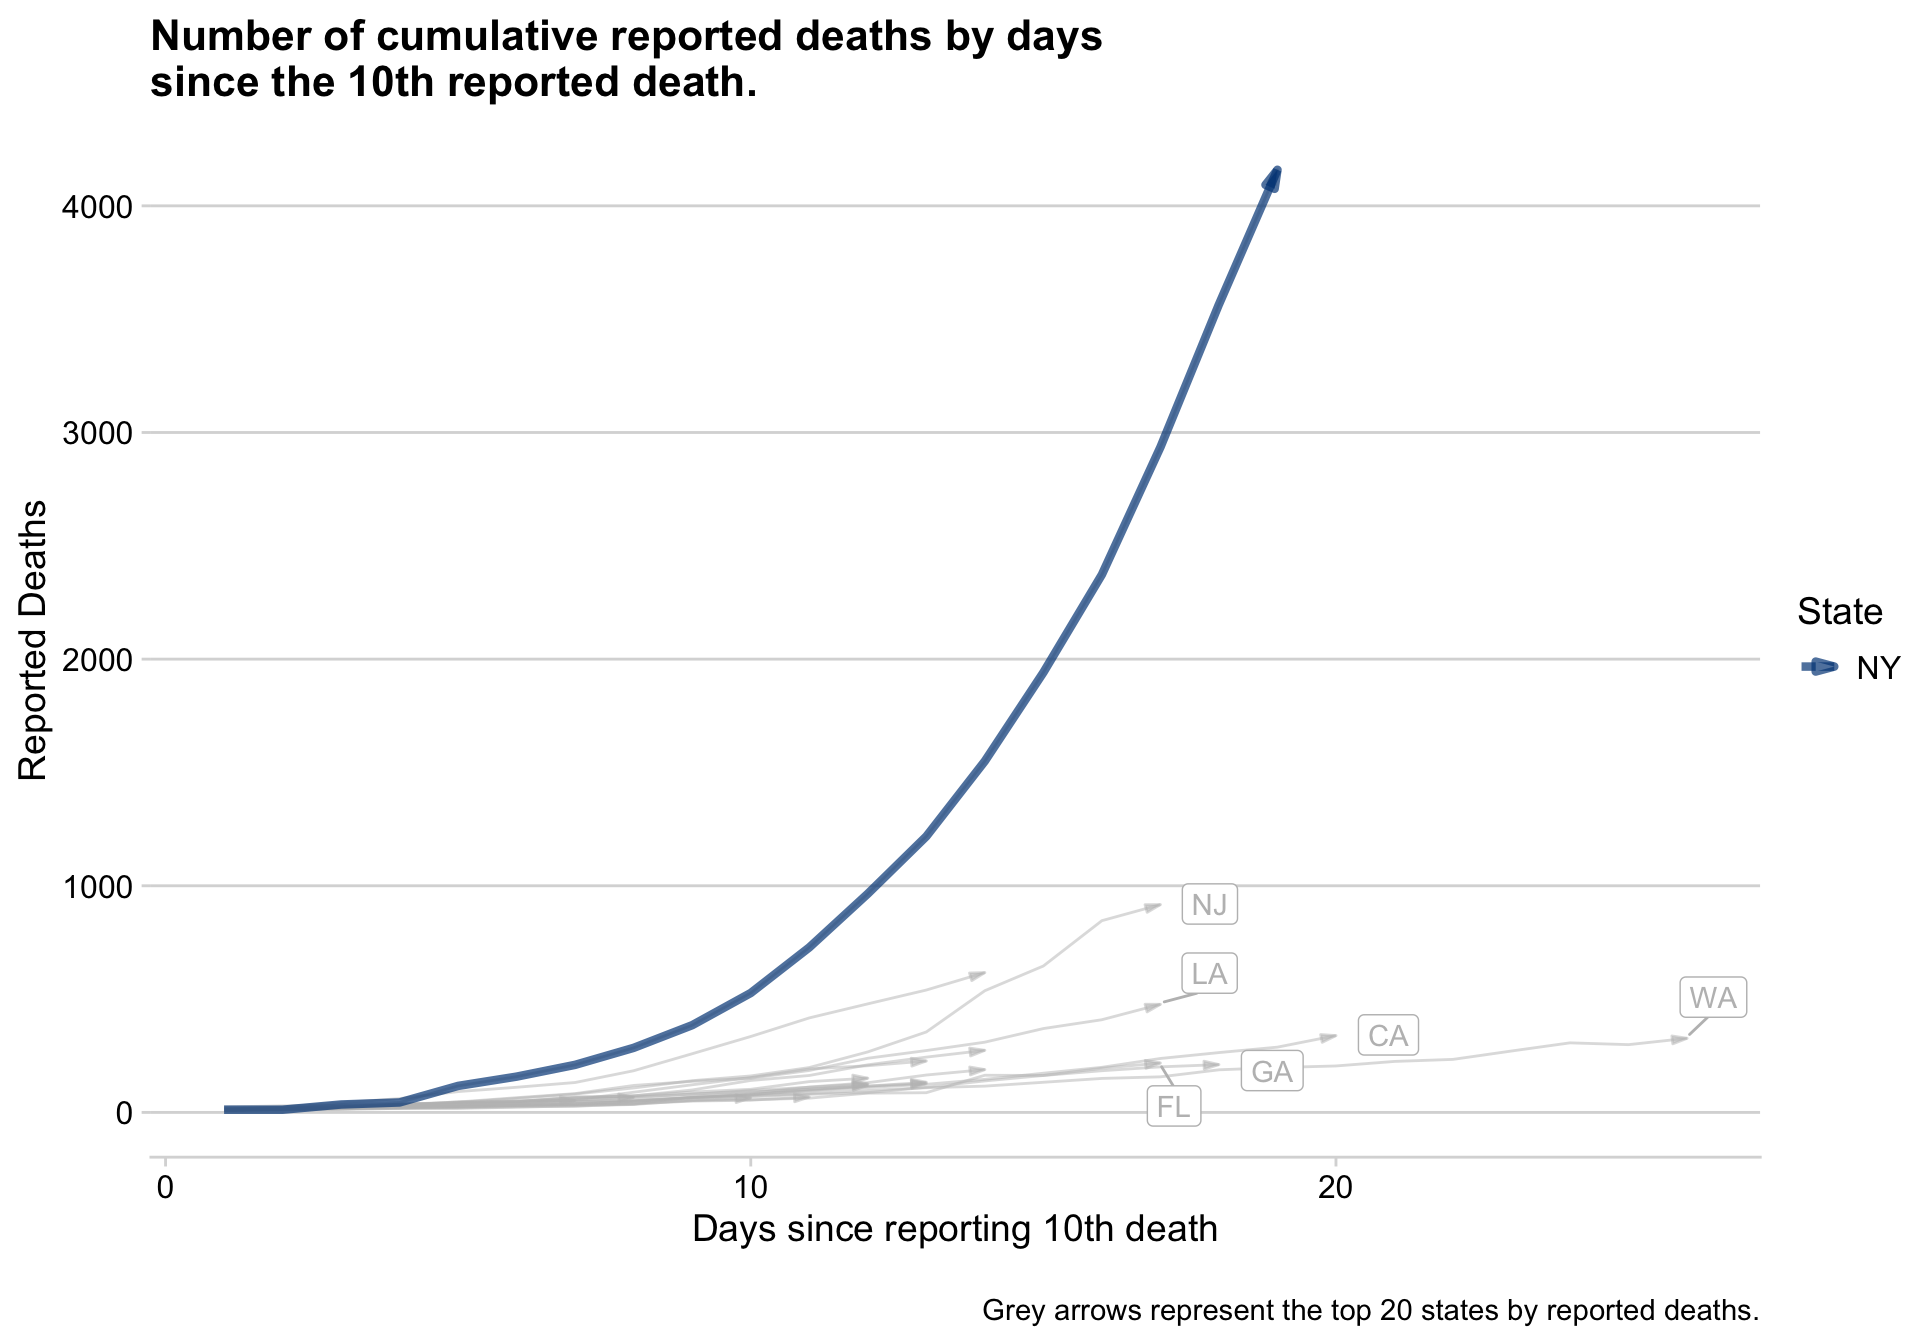 Number of cumulative reported deaths by days
since the 10th reported death.
4000
3000
2000
1000
0
Reported Deaths
NJ
LA
WA
CA
GA
FL
State
NY
0
10
20
Days since reporting 10th death
Grey arrows represent the top 20 states by reported deaths.